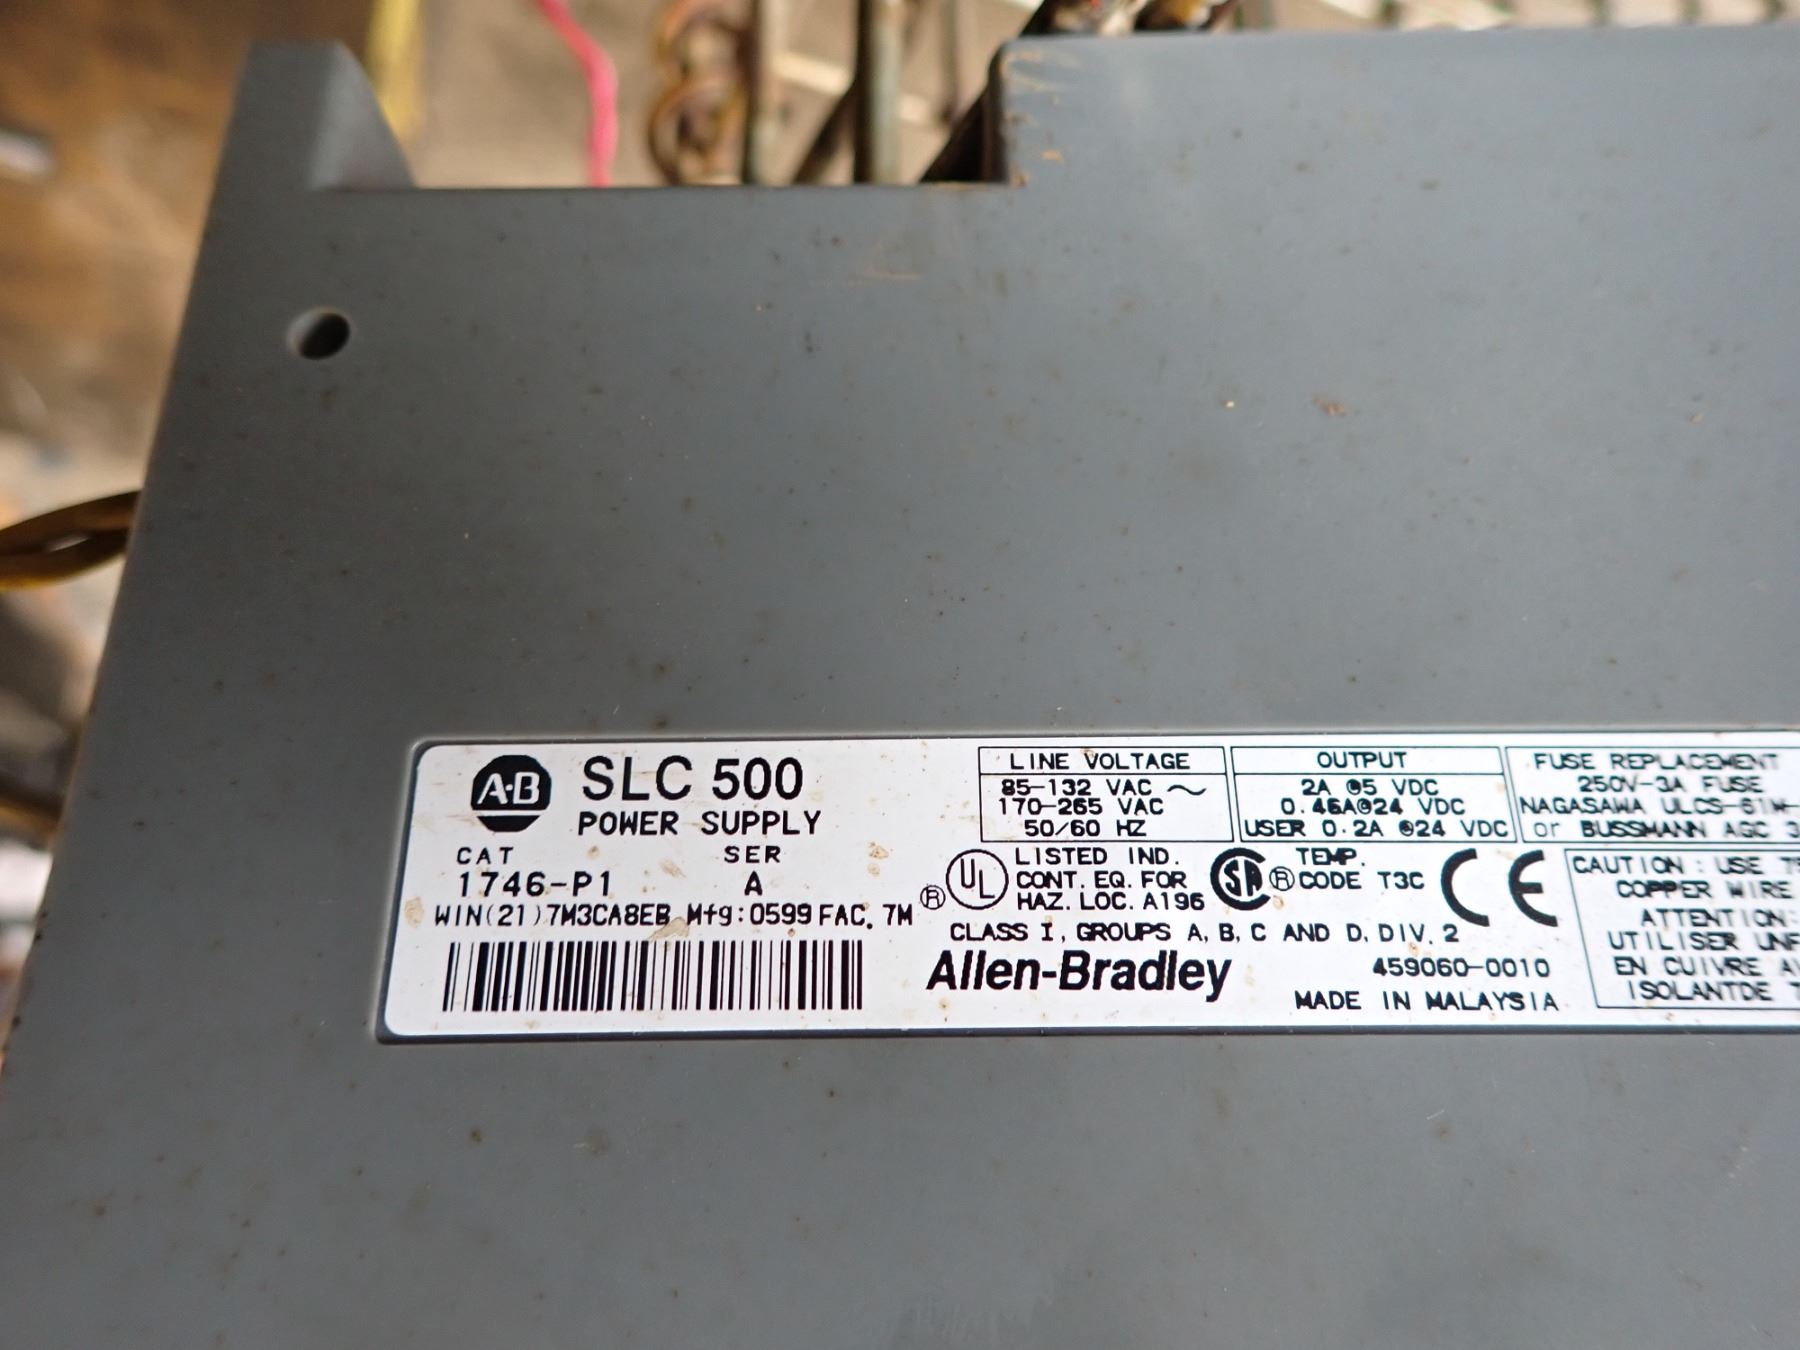 A·B SLC 500
POWER SUPPLY
CAT SER
1746-P1 A
WIN(21)7M3CA8EB Mfg:0599 FAC. 7M
LINE VOLTAGE
85-132 VAC ~
170-265 VAC
50/60 HZ
OUTPUT
2A @5 VDC
0.46A@24 VDC
USER 0.2A @24 VDC
FUSE REPLACEMENT
250V-3A FUSE
NAGASAWA ULCS-61M-
or BUSSMANN AGC 3
UL ®
LISTED IND.
CONT. EQ. FOR
HAZ. LOC. A196
SA ®
TEMP.
CODE T3C
CE
CLASS I, GROUPS A, B, C AND D, DIV. 2
Allen-Bradley 459060-0010
MADE IN MALAYSIA
CAUTION : USE
COPPER WIRE
ATTENTION:
UTILISER
EN CUIVRE
ISOLANTDE